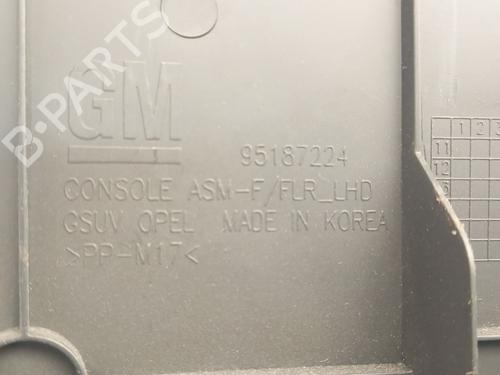 GM
B-PARTS
95187224
CONSOLE ASM-F/FLR_LHD
GSUV OPEL MADE IN KOREA
>PP-M17<
1 2 3
11
12